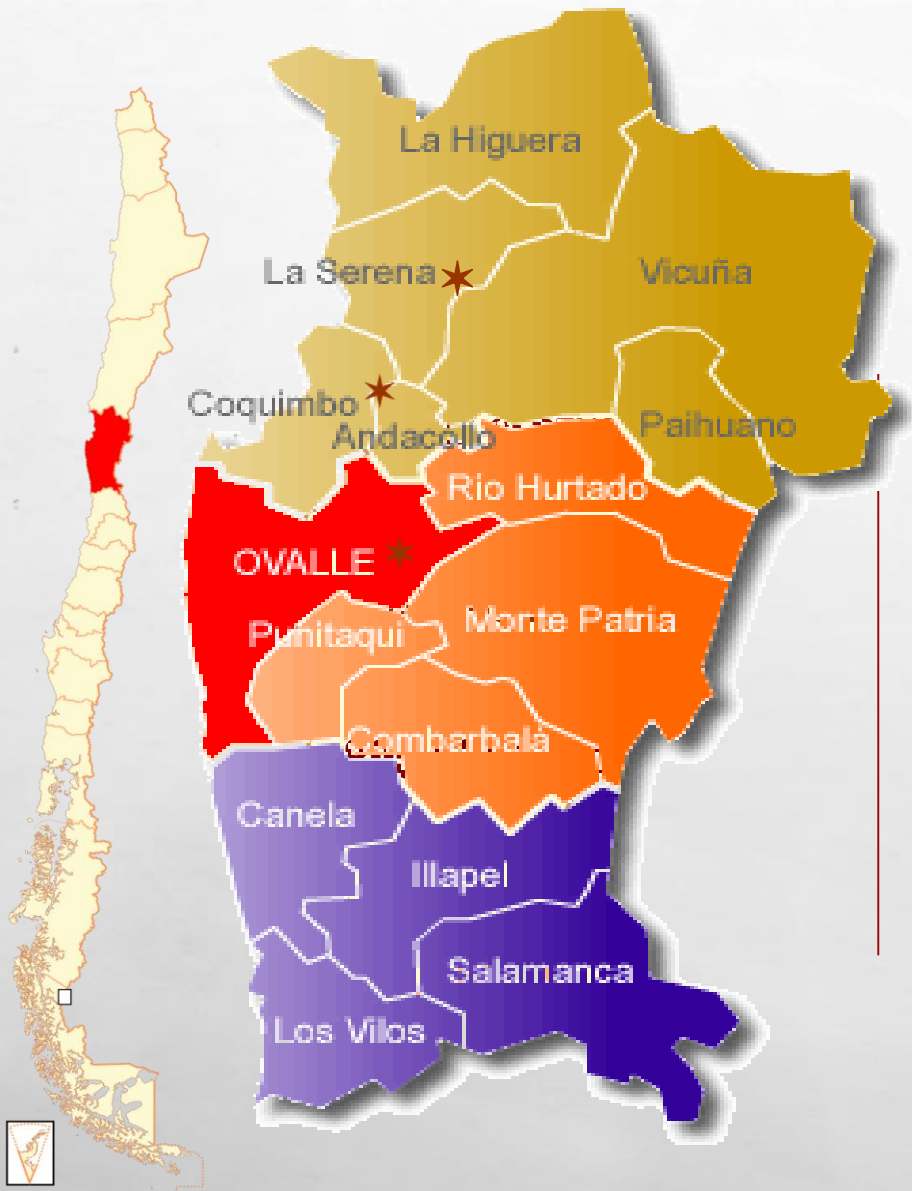 La Higuera
La Serena
Vicuña
Coquimbo
Andacollo
Paihuano
Rio Hurtado
OVALLE
Punitaqui
Monte Patria
Combarbalá
Canela
Illapel
Salamanca
Los Vilos